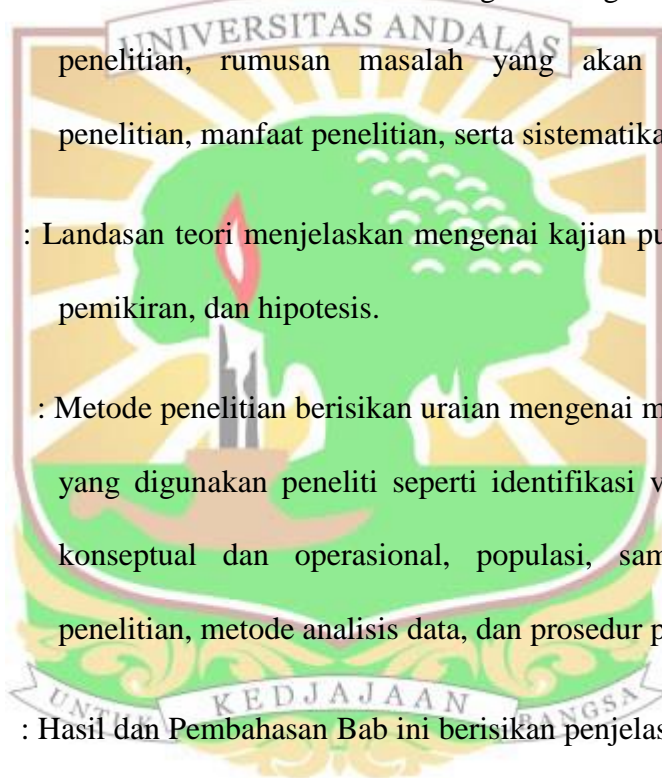 UNIVERSITAS ANDALAS
penelitian, rumusan masalah yang akan
penelitian, manfaat penelitian, serta sistematika
: Landasan teori menjelaskan mengenai kajian pu
pemikiran, dan hipotesis.
: Metode penelitian berisikan uraian mengenai m
yang digunakan peneliti seperti identifikasi v
konseptual dan operasional, populasi, sam
penelitian, metode analisis data, dan prosedur p
UNTUK KEDJAJAAN BANGSA
: Hasil dan Pembahasan Bab ini berisikan penjelas